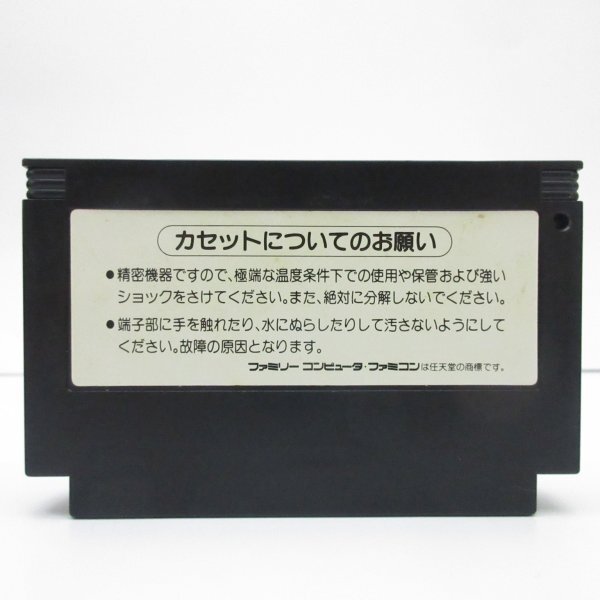 カセットについてのお願い
●精密機器ですので、極端な温度条件下での使用や保管および強い
ショックをさけてください。また、絶対に分解しないでください。
●端子部に手を触れたり、水にぬらしたりして汚さないようにして
ください。故障の原因となります。
ファミリー コンピュータ・ファミコンは任天堂の商標です。